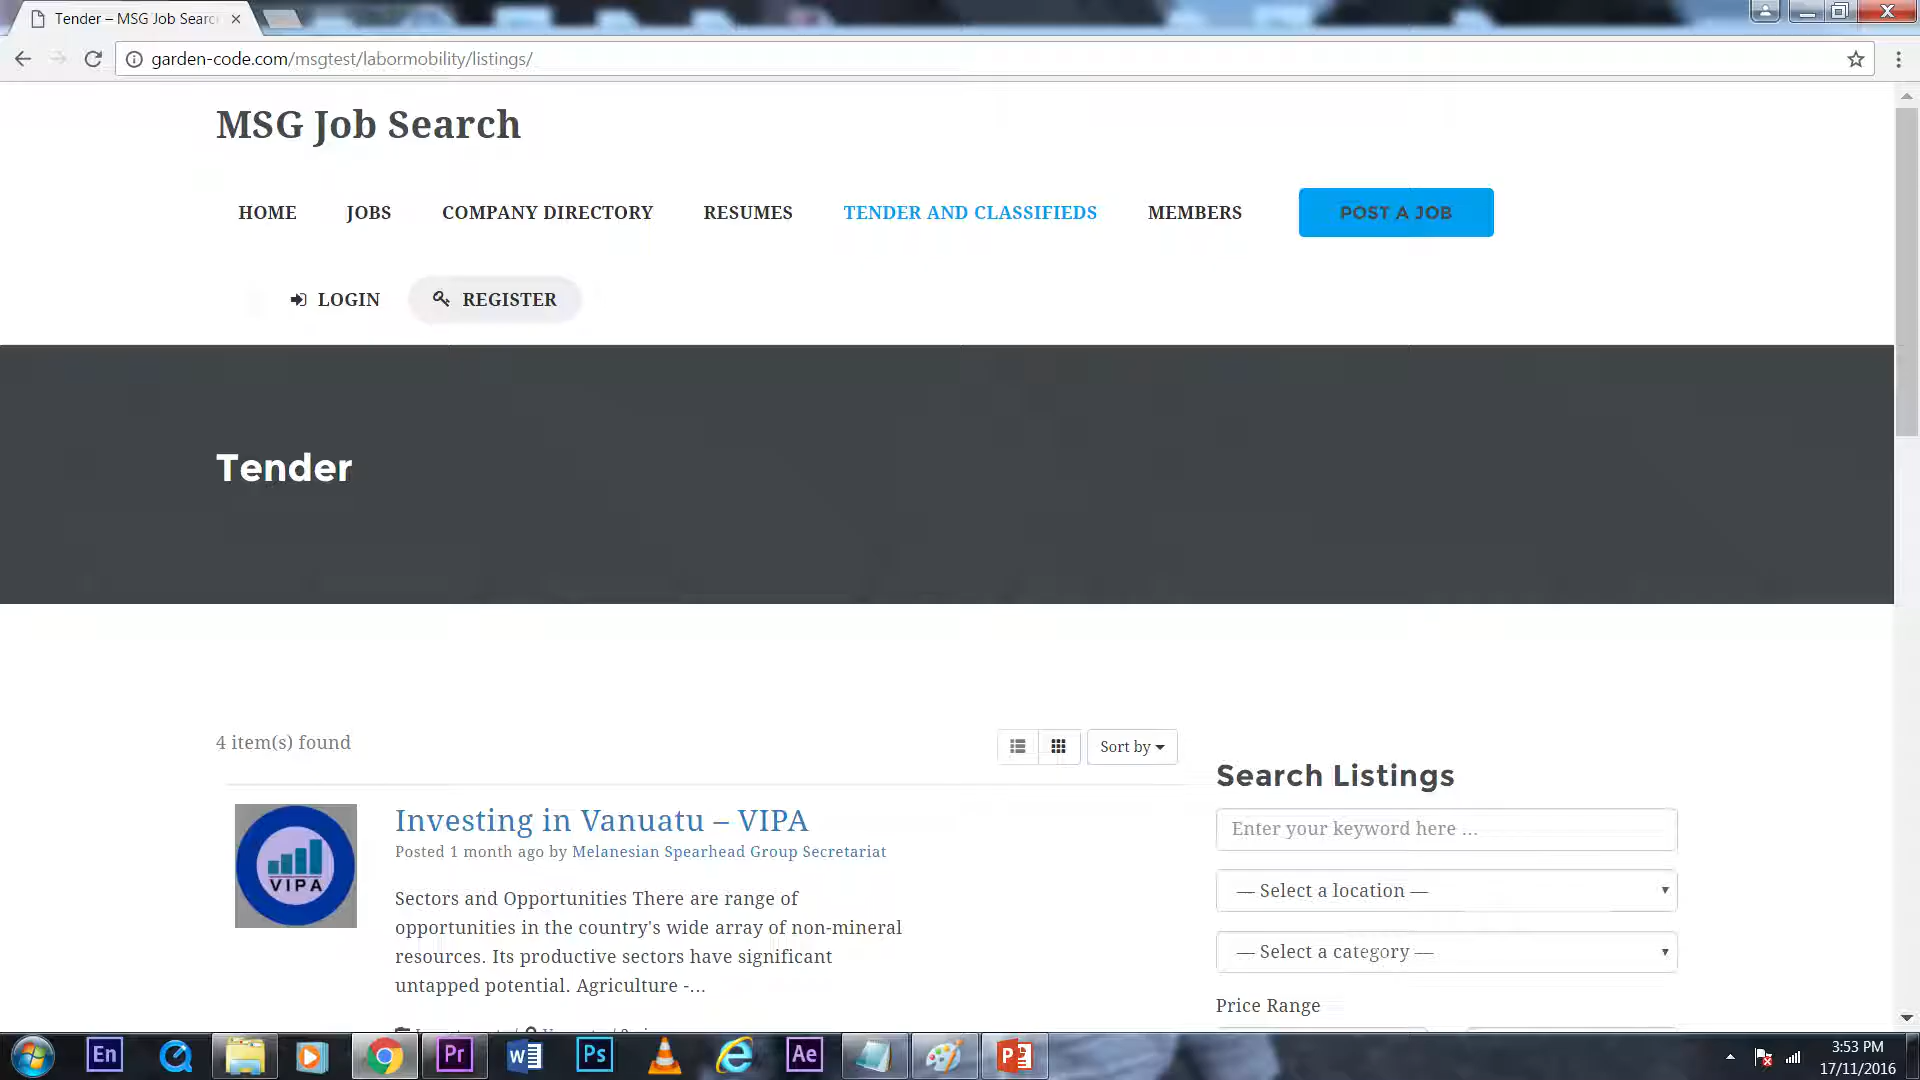 Tender – MSG Job Search
garden-code.com/msgtest/labormobility/listings/
MSG Job Search
HOME
JOBS
COMPANY DIRECTORY
RESUMES
TENDER AND CLASSIFIEDS
MEMBERS
POST A JOB
LOGIN
REGISTER
Tender
4 item(s) found
Sort by
Search Listings
Enter your keyword here ...
— Select a location —
— Select a category —
Price Range
VIPA
Investing in Vanuatu – VIPA
Posted 1 month ago by Melanesian Spearhead Group Secretariat
Sectors and Opportunities There are range of
opportunities in the country's wide array of non-mineral
resources. Its productive sectors have significant
untapped potential. Agriculture -...
En
Pr
Ps
Ae
3:53 PM
17/11/2016